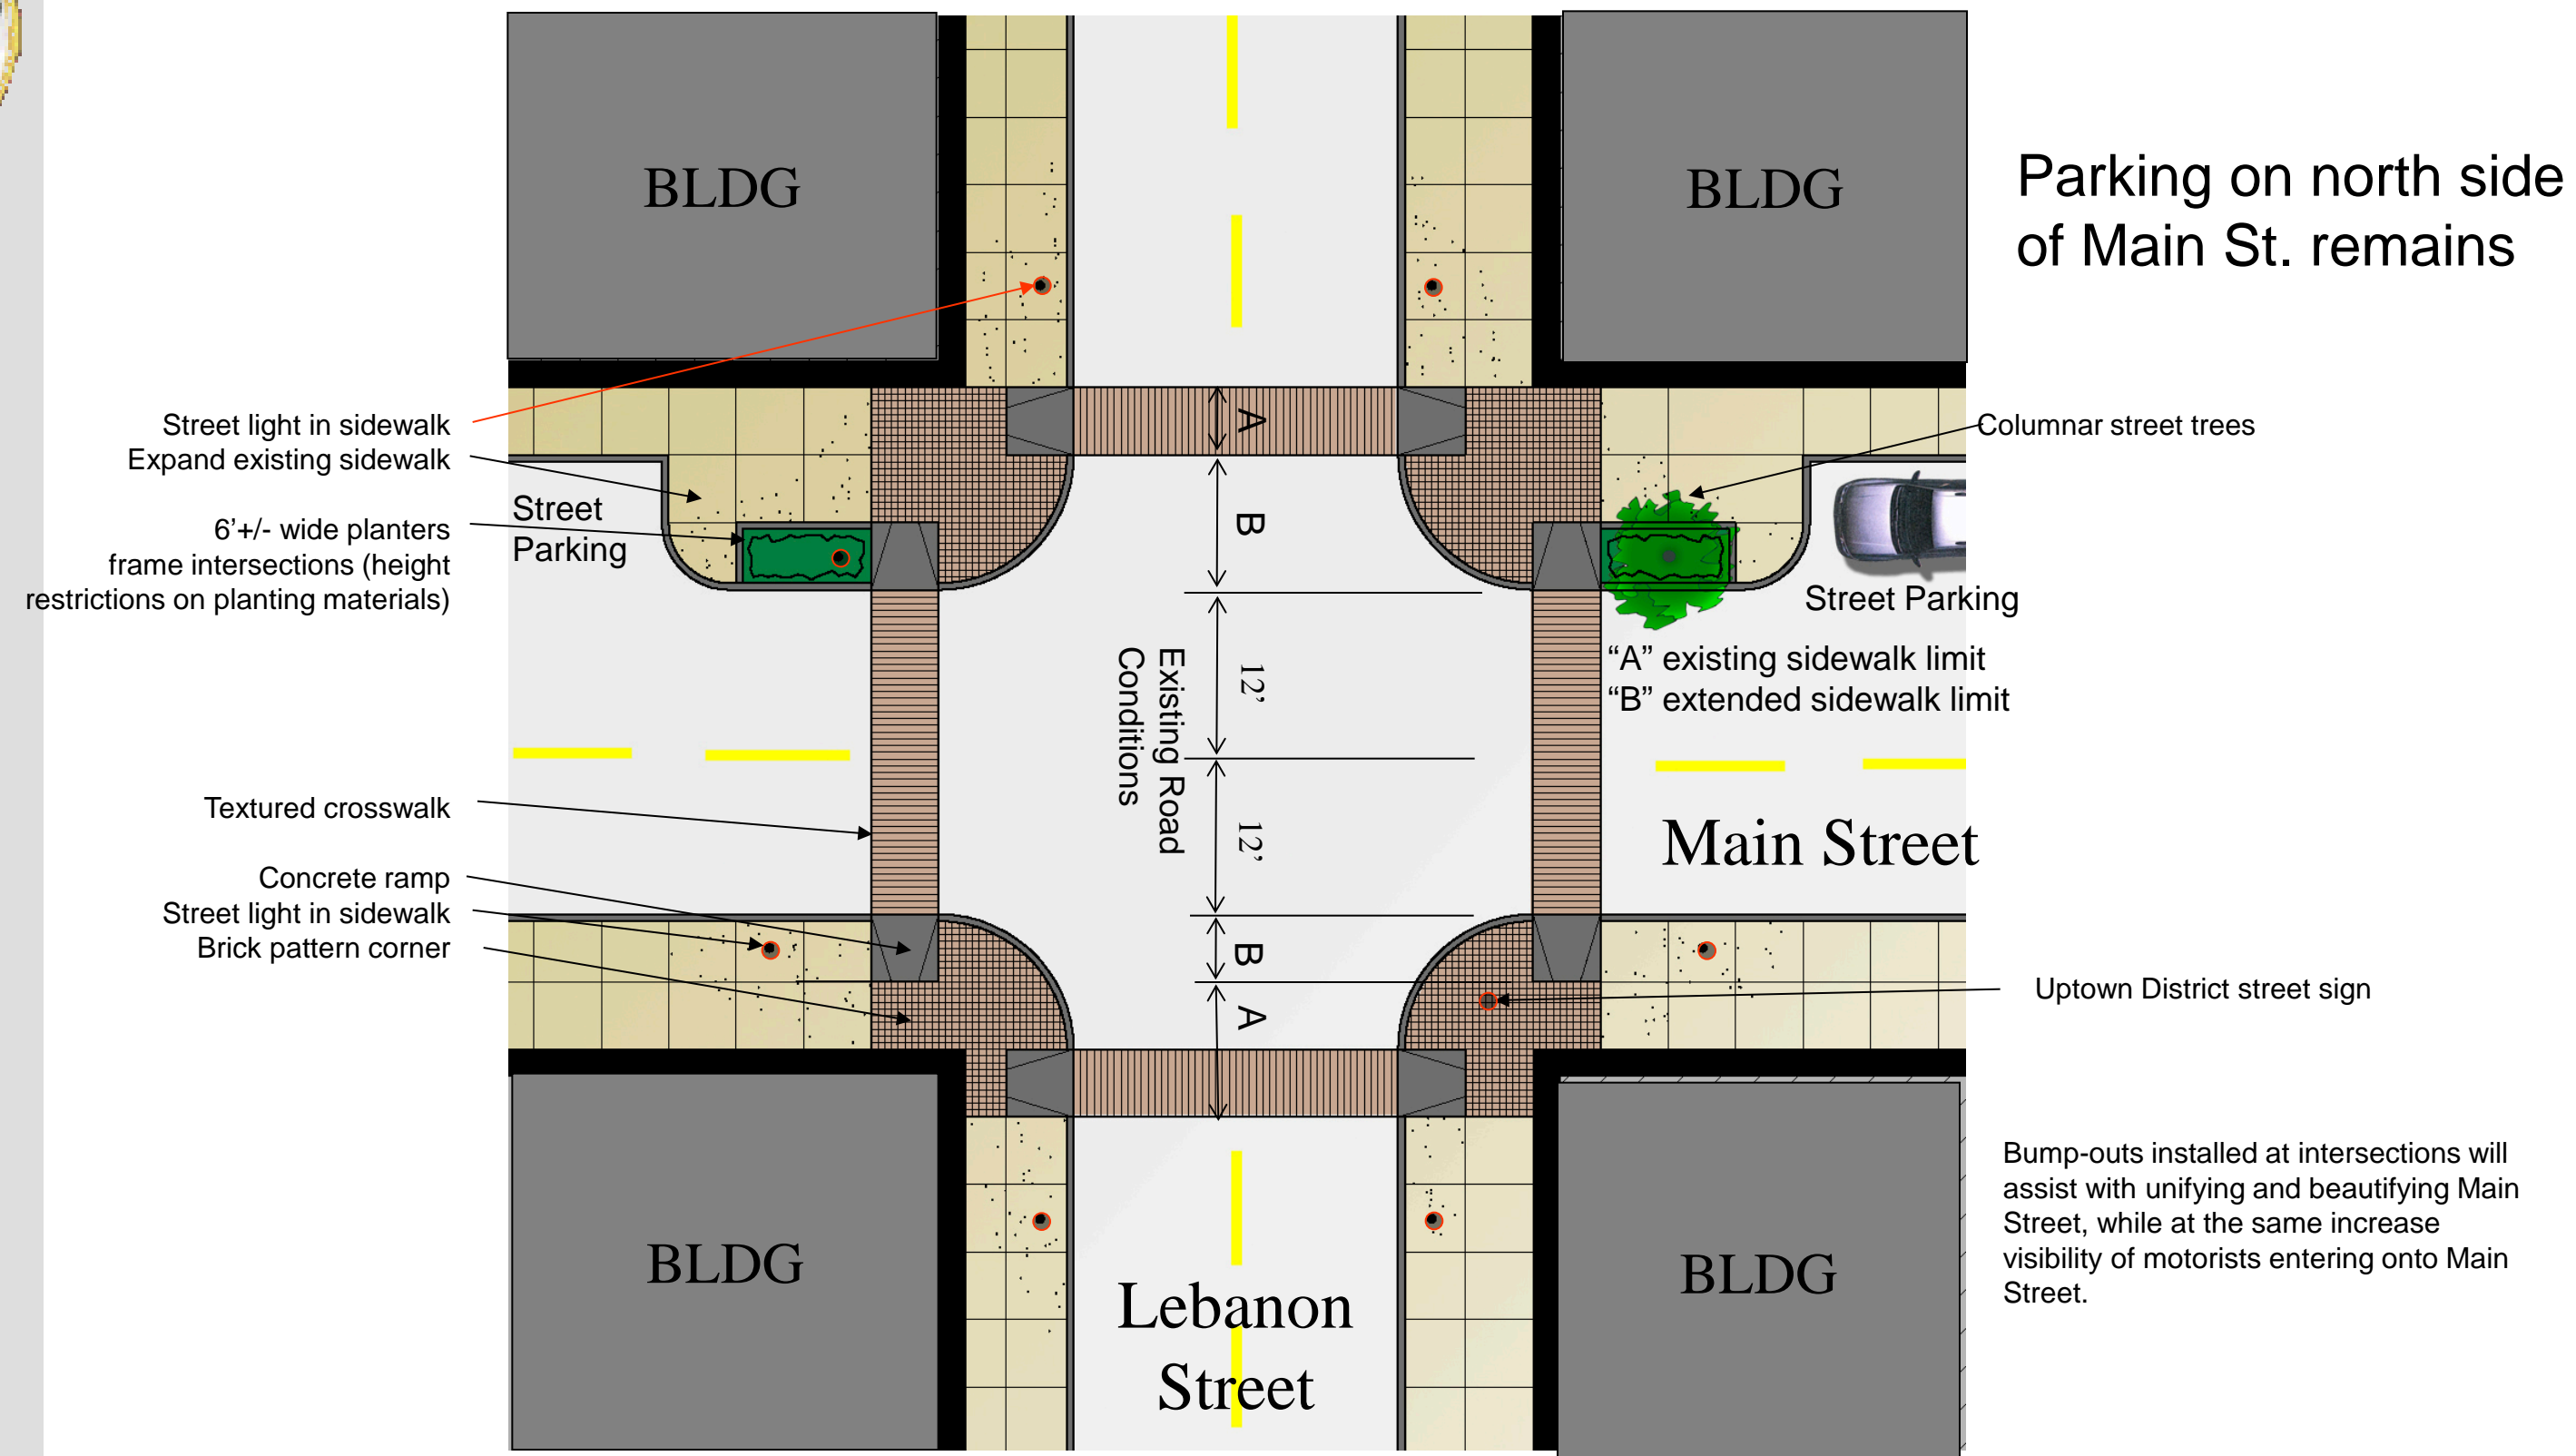 BLDG
BLDG
Parking on north side
of Main St. remains
Street light in sidewalk
Expand existing sidewalk
6’+/- wide planters
frame intersections (height
restrictions on planting materials)
Street
Parking
A
B
Columnar street trees
Street Parking
“A” existing sidewalk limit
“B” extended sidewalk limit
Existing Road
Conditions
12’
12’
Main Street
Textured crosswalk
Concrete ramp
Street light in sidewalk
Brick pattern corner
B
A
Uptown District street sign
BLDG
Lebanon
Street
BLDG
Bump-outs installed at intersections will
assist with unifying and beautifying Main
Street, while at the same increase
visibility of motorists entering onto Main
Street.